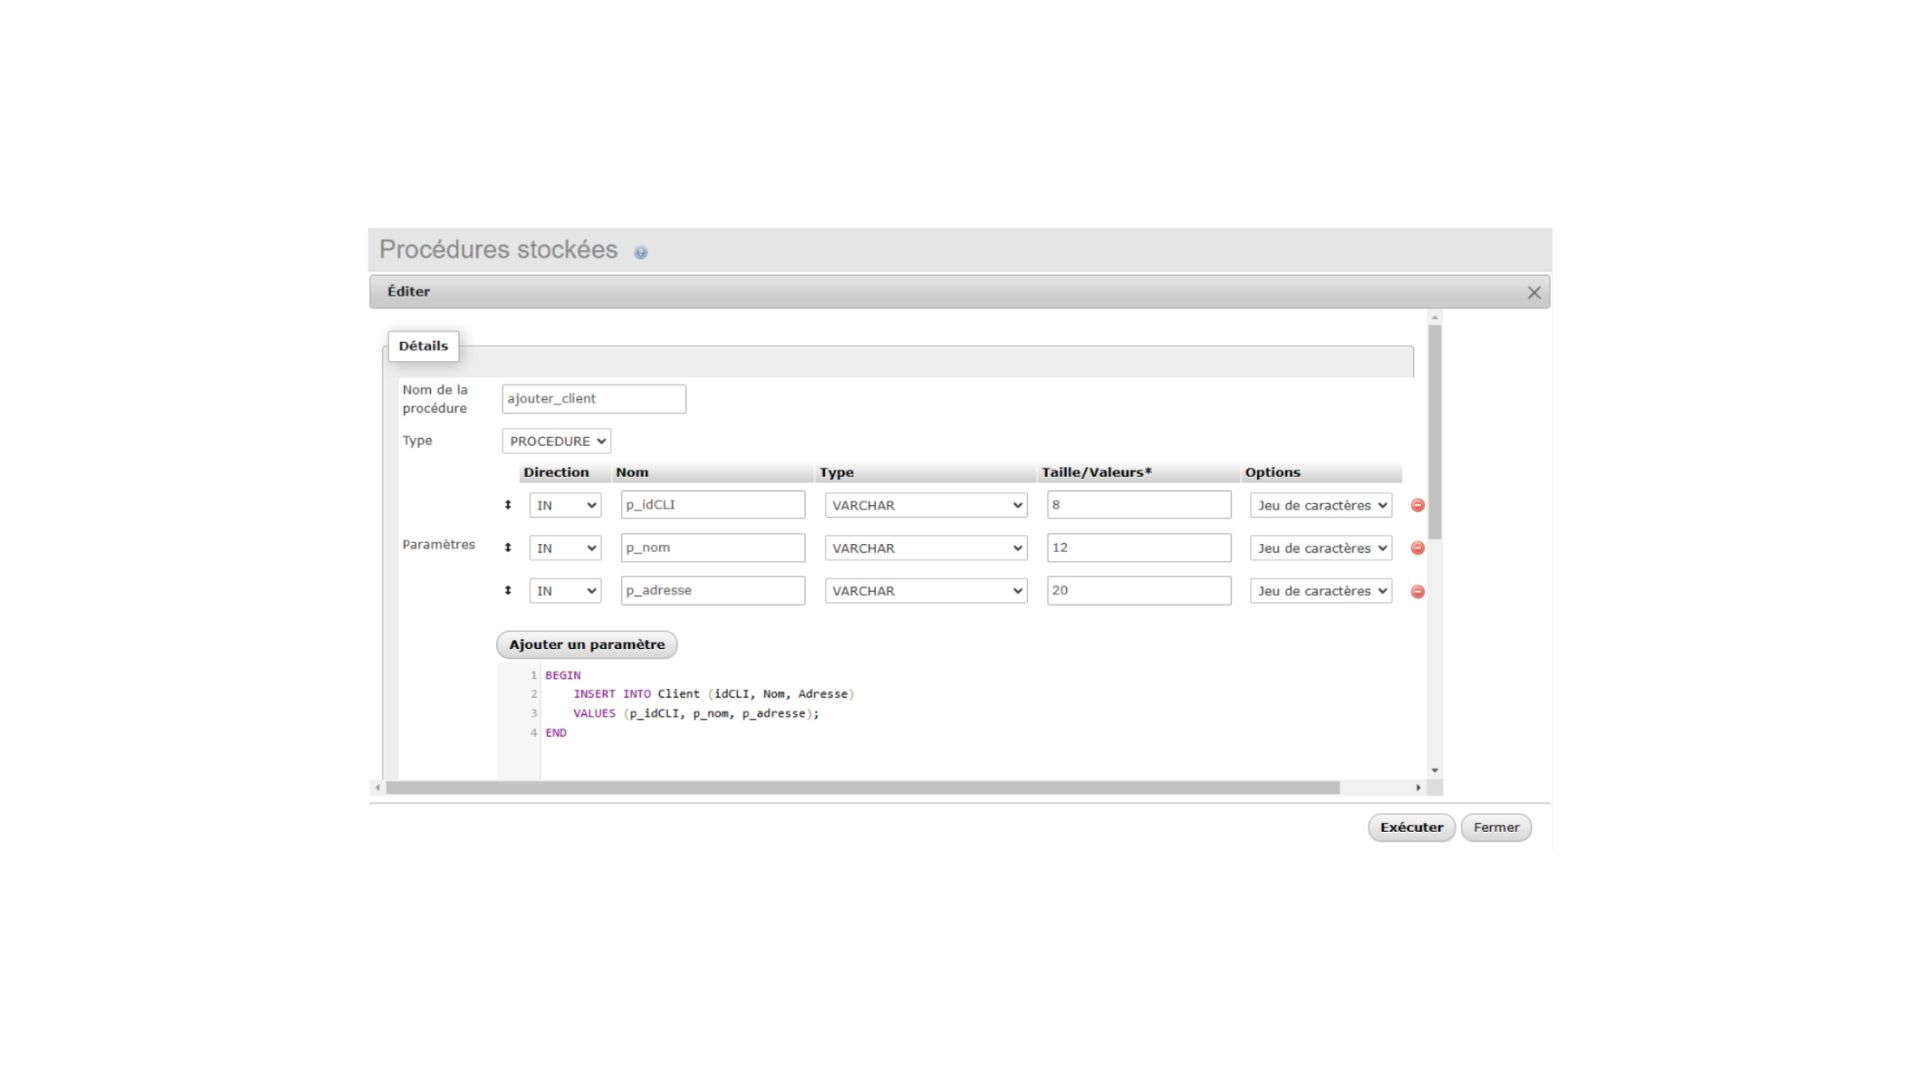 Procédures stockées
Éditer
Détails
Nom de la
procédure
ajouter_client
Type
PROCEDURE
Direction Nom Type Taille/Valeurs* Options
IN p_idCLI VARCHAR 8 Jeu de caractères
Paramètres
IN p_nom VARCHAR 12 Jeu de caractères
IN p_adresse VARCHAR 20 Jeu de caractères
Ajouter un paramètre
1 BEGIN
2 INSERT INTO Client (idCLI, Nom, Adresse)
3 VALUES (p_idCLI, p_nom, p_adresse);
4 END
Exécuter Fermer